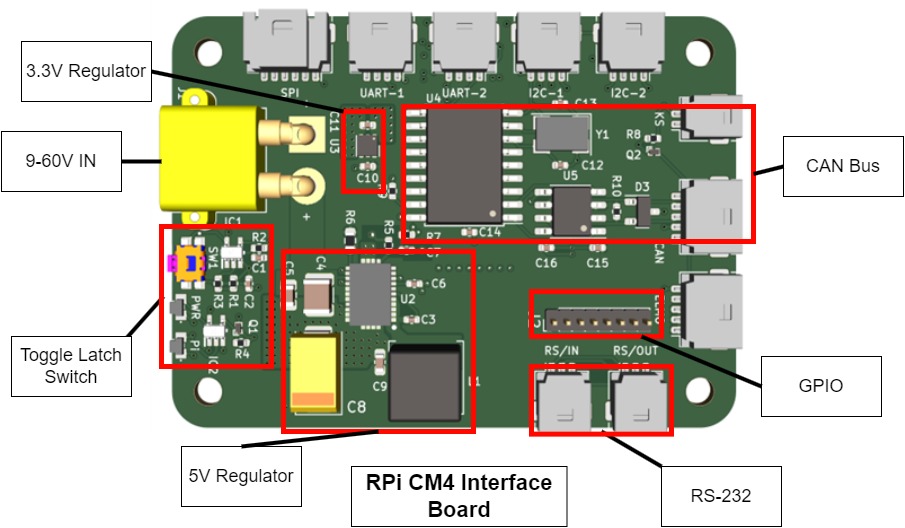 3.3V Regulator
9-60V IN
Toggle Latch
Switch
5V Regulator
RPi CM4 Interface
Board
RS-232
GPIO
CAN Bus
SPI
UART-1
UART-2
I2C-1
I2C-2
J1
C11
U3
C10
U4
C13
Y1
C12
U5
R8
Q2
KS
R10
D3
CAN
C14
C16
C15
+
IC1
SW1
R2
C1
R3
R1
C2
PWR
PI
IC2
Q1
R4
R6
R5
R7
C7
C5
C4
U2
C6
C3
C9
C8
RS/IN
RS/OUT